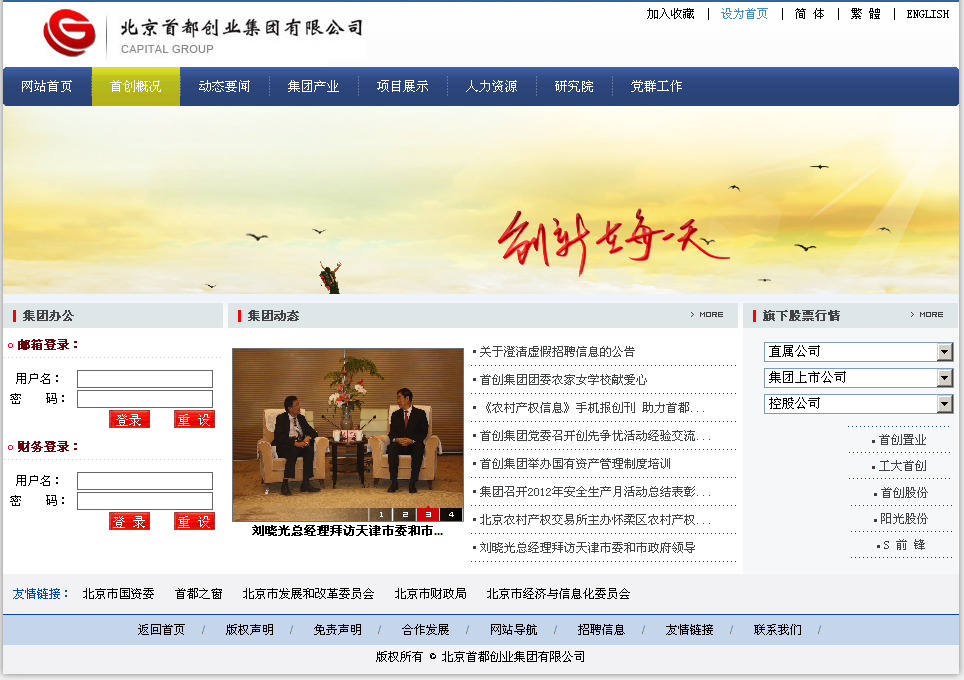 加入收藏 | 设为首页 | 简 体 | 繁 體 | ENGLISH
北京首都创业集团有限公司
CAPITAL GROUP
网站首页 首创概况 动态要闻 集团产业 项目展示 人力资源 研究院 党群工作
创新在每一天
集团办公
邮箱登录：
用户名：
密 码：
登录 重 设
财务登录：
用户名：
密 码：
登 录 重 设
集团动态 > MORE
1 2 3 4
刘晓光总经理拜访天津市委和市...
关于澄清虚假招聘信息的公告
首创集团团委农家女学校献爱心
《农村产权信息》手机报创刊 助力首都...
首创集团党委召开创先争优活动经验交流...
首创集团举办国有资产管理制度培训
集团召开2012年安全生产月活动总结表彰...
北京农村产权交易所主办怀柔区农村产权...
刘晓光总经理拜访天津市委和市政府领导
旗下股票行情 > MORE
直属公司
集团上市公司
控股公司
首创置业
工大首创
首创股份
阳光股份
S 前 锋
友情链接： 北京市国资委 首都之窗 北京市发展和改革委员会 北京市财政局 北京市经济与信息化委员会
返回首页 / 版权声明 / 免责声明 / 合作发展 / 网站导航 / 招聘信息 / 友情链接 / 联系我们 /
版权所有 © 北京首都创业集团有限公司